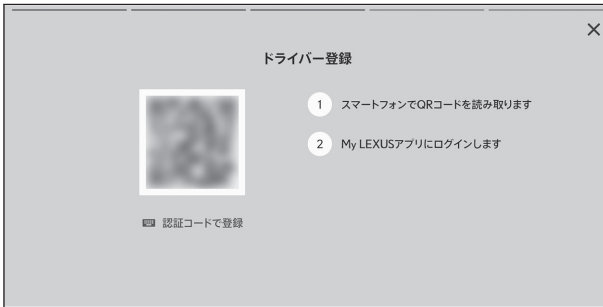 ドライバー登録
1 スマートフォンでQRコードを読み取ります
2 My LEXUSアプリにログインします
認証コードで登録